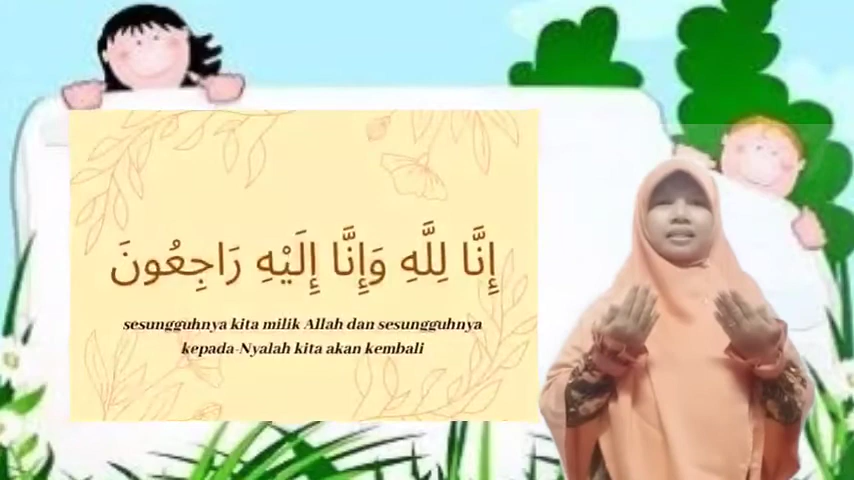 إِنَّا لِلَّهِ وَإِنَّا إِلَيْهِ رَاجِعُونَ
sesungguhnya kita milik Allah dan sesungguhnya
kepada-Nyalah kita akan kembali